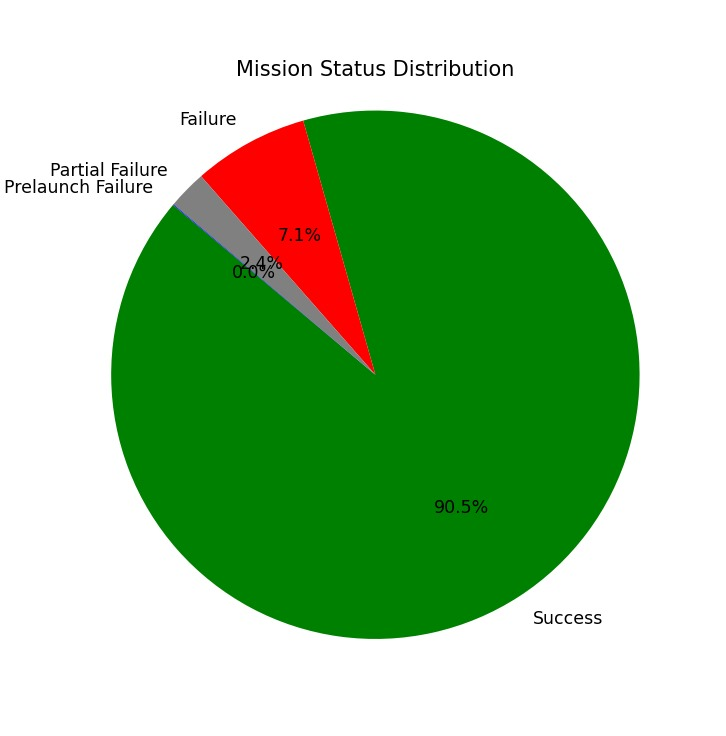 Mission Status Distribution
Failure
Partial Failure
Prelaunch Failure
7.1%
2.4%
0.0%
90.5%
Success